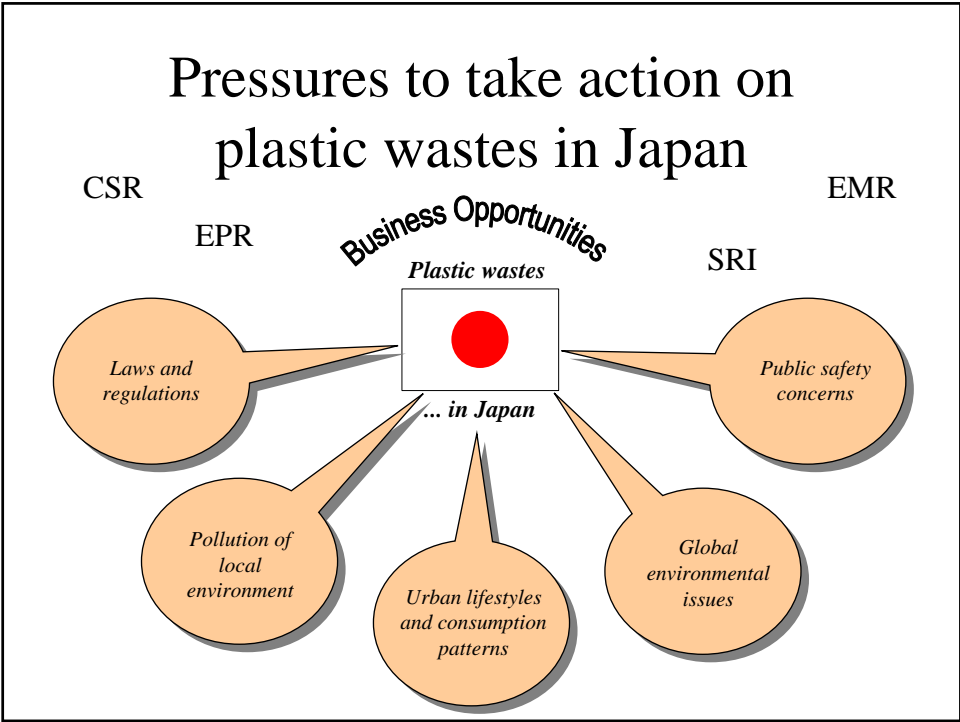 Pressures to take action on
plastic wastes in Japan
CSR
EMR
EPR
Business Opportunities
SRI
Plastic wastes
... in Japan
Laws and
regulations
Public safety
concerns
Pollution of
local
environment
Urban lifestyles
and consumption
patterns
Global
environmental
issues